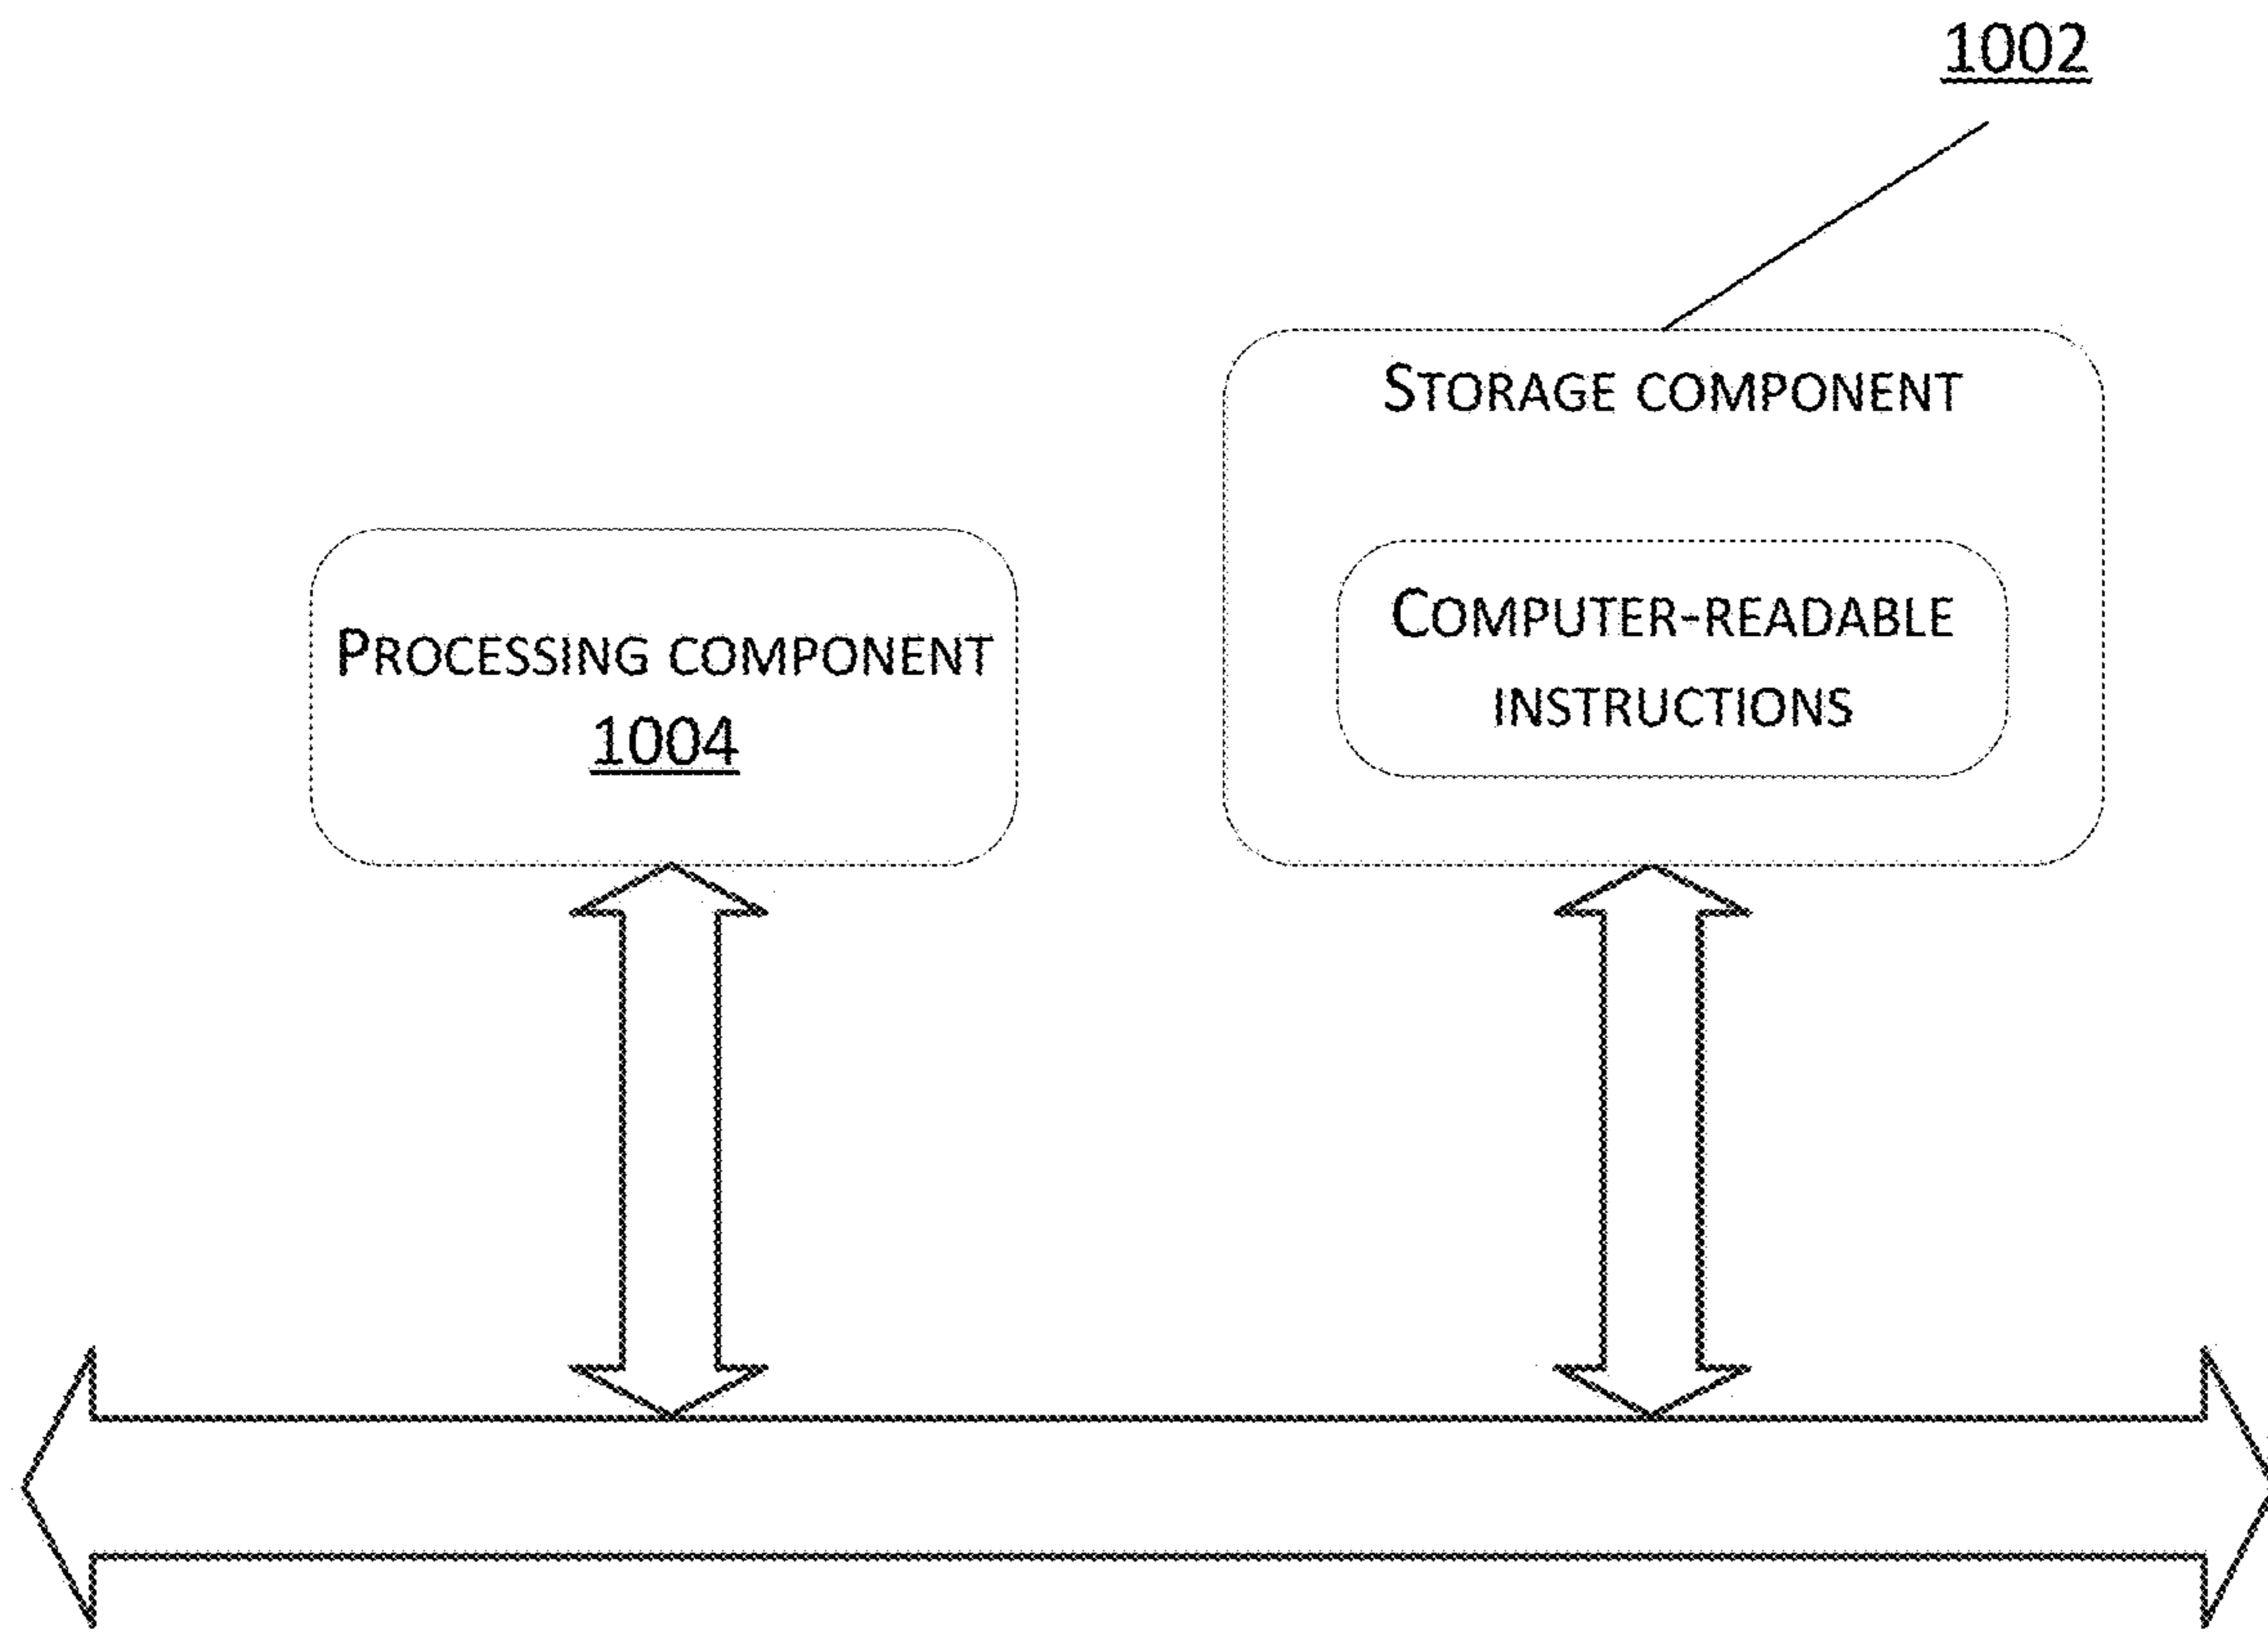 1002
STORAGE COMPONENT
COMPUTER-READABLE
INSTRUCTIONS
PROCESSING COMPONENT
1004